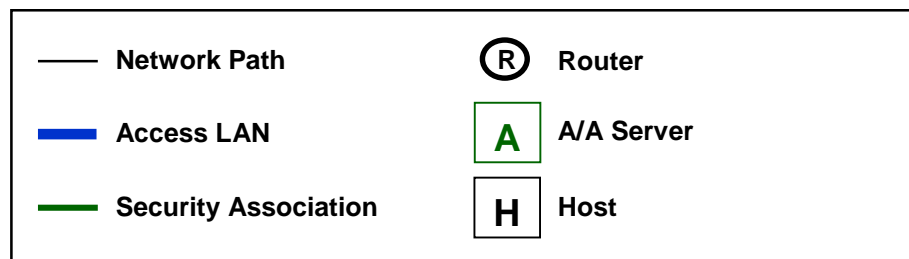 Network Path
R Router
Access LAN
A A/A Server
Security Association
H Host